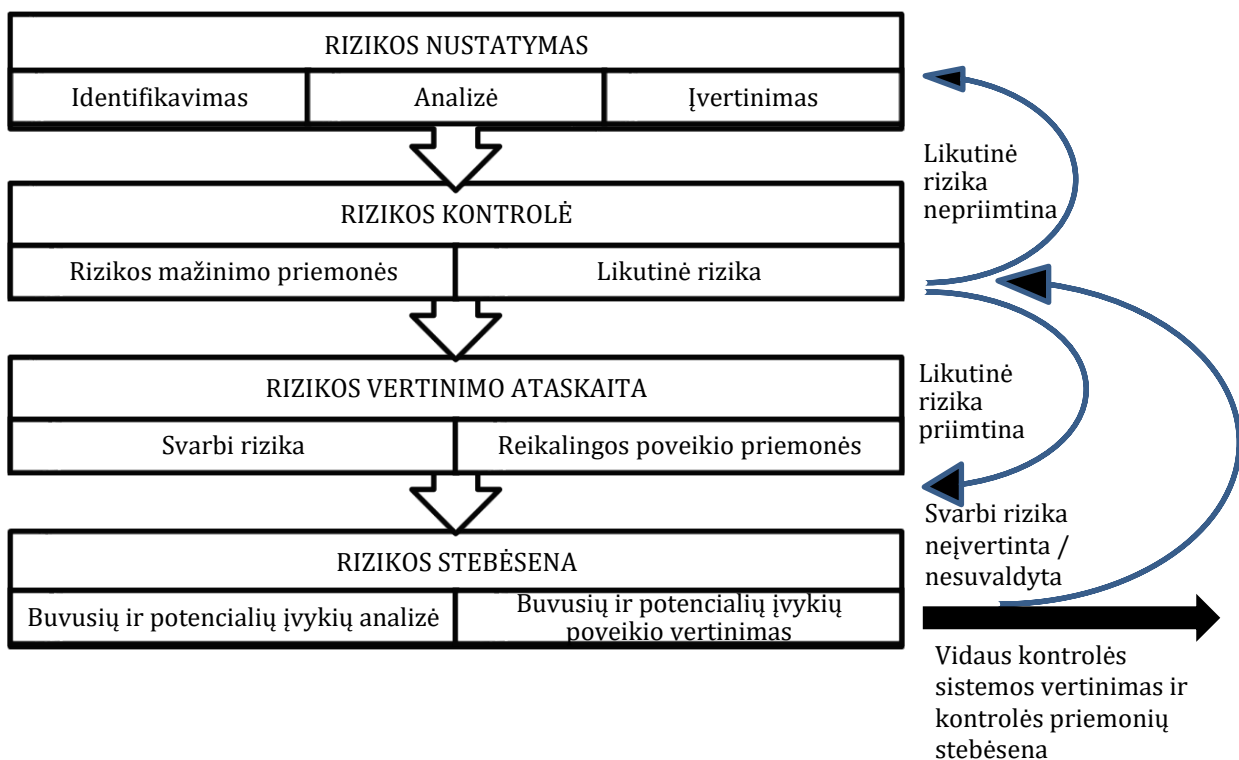 RIZIKOS NUSTATYMAS
Identifikavimas
Analizė
Įvertinimas
Likutinė
rizika
nepriimtina
RIZIKOS KONTROLĖ
Rizikos mažinimo priemonės
Likutinė rizika
RIZIKOS VERTINIMO ATASKAITA
Svarbi rizika
Reikalingos poveikio priemonės
Likutinė
rizika
priimtina
Svarbi rizika
neįvertinta /
nesuvaldyta
RIZIKOS STEBĖSENA
Buvusių ir potencialių įvykių analizė
Buvusių ir potencialių įvykių
poveikio vertinimas
Vidaus kontrolės
sistemos vertinimas ir
kontrolės priemonių
stebėsena